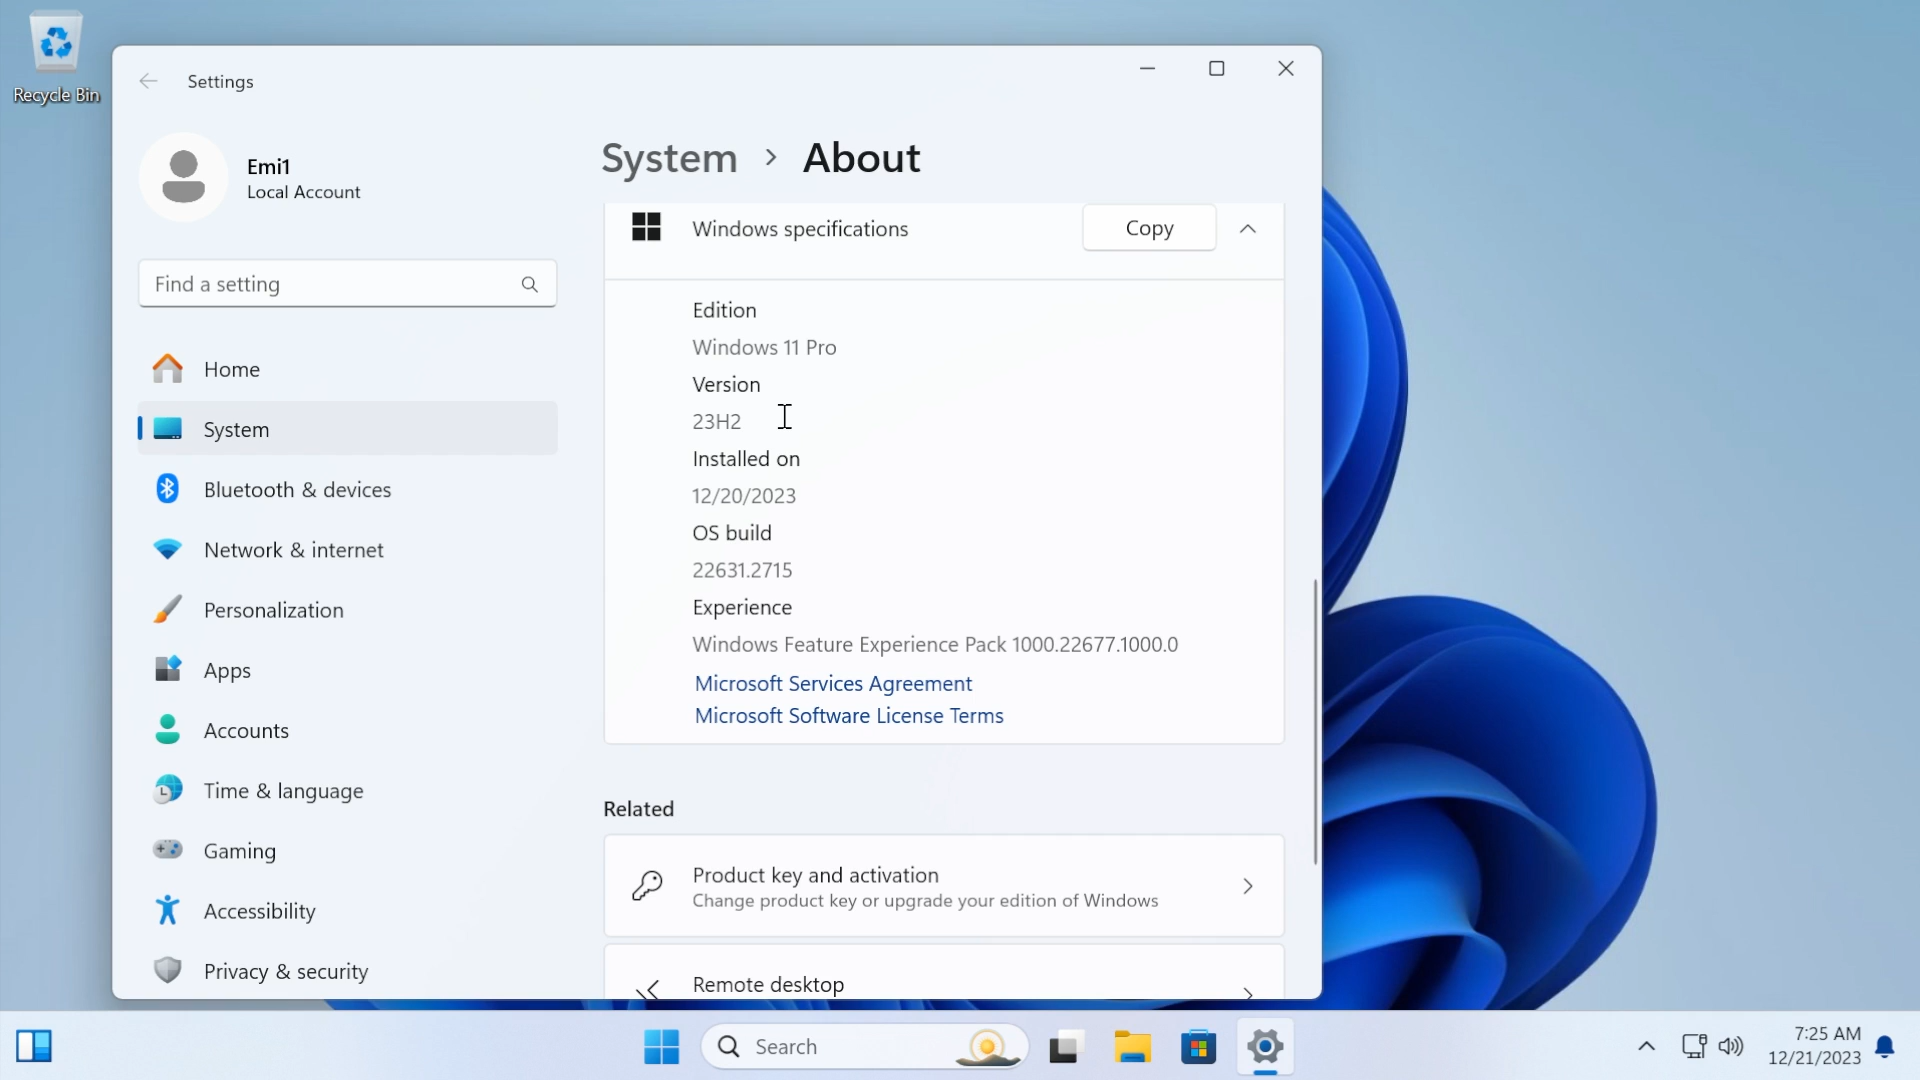 Recycle Bin
Settings
Emi1
Local Account
Find a setting
Home
System
Bluetooth & devices
Network & internet
Personalization
Apps
Accounts
Time & language
Gaming
Accessibility
Privacy & security
System > About
Windows specifications
Copy
Edition
Windows 11 Pro
Version
23H2
Installed on
12/20/2023
OS build
22631.2715
Experience
Windows Feature Experience Pack 1000.22677.1000.0
Microsoft Services Agreement
Microsoft Software License Terms
Related
Product key and activation
Change product key or upgrade your edition of Windows
Remote desktop
Search
7:25 AM
12/21/2023